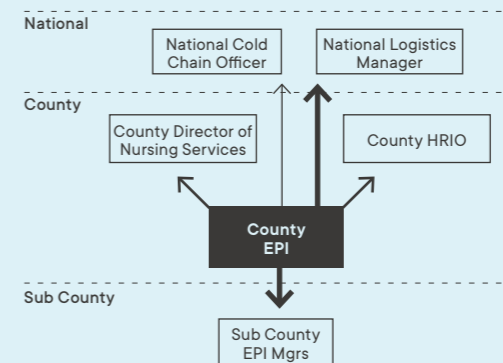 National
National Cold
Chain Officer
National Logistics
Manager
County
County Director of
Nursing Services
County HRIO
County
EPI
Sub County
Sub County
EPI Mgrs